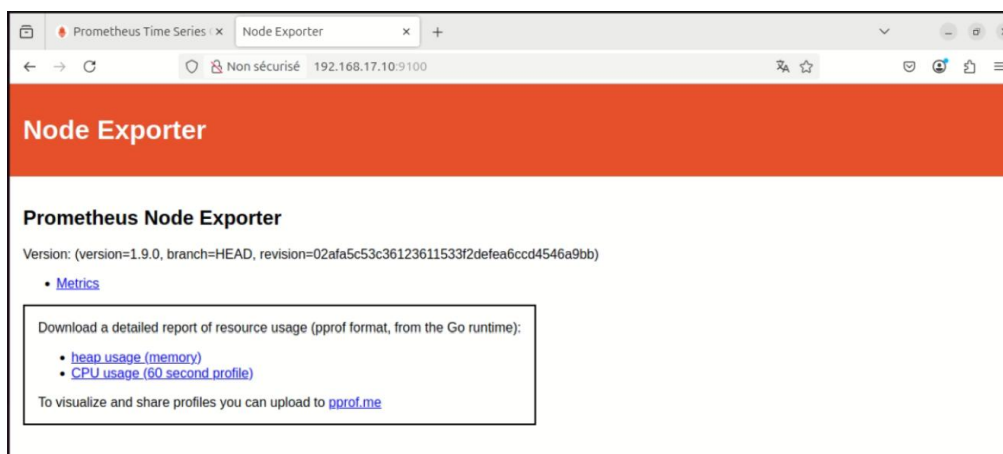 Prometheus Time Series
Node Exporter
Non sécurisé 192.168.17.10:9100
Node Exporter
Prometheus Node Exporter
Version: (version=1.9.0, branch=HEAD, revision=02afa5c53c36123611533f2defea6ccd4546a9bb)
Metrics
Download a detailed report of resource usage (pprof format, from the Go runtime):
heap usage (memory)
CPU usage (60 second profile)
To visualize and share profiles you can upload to pprof.me